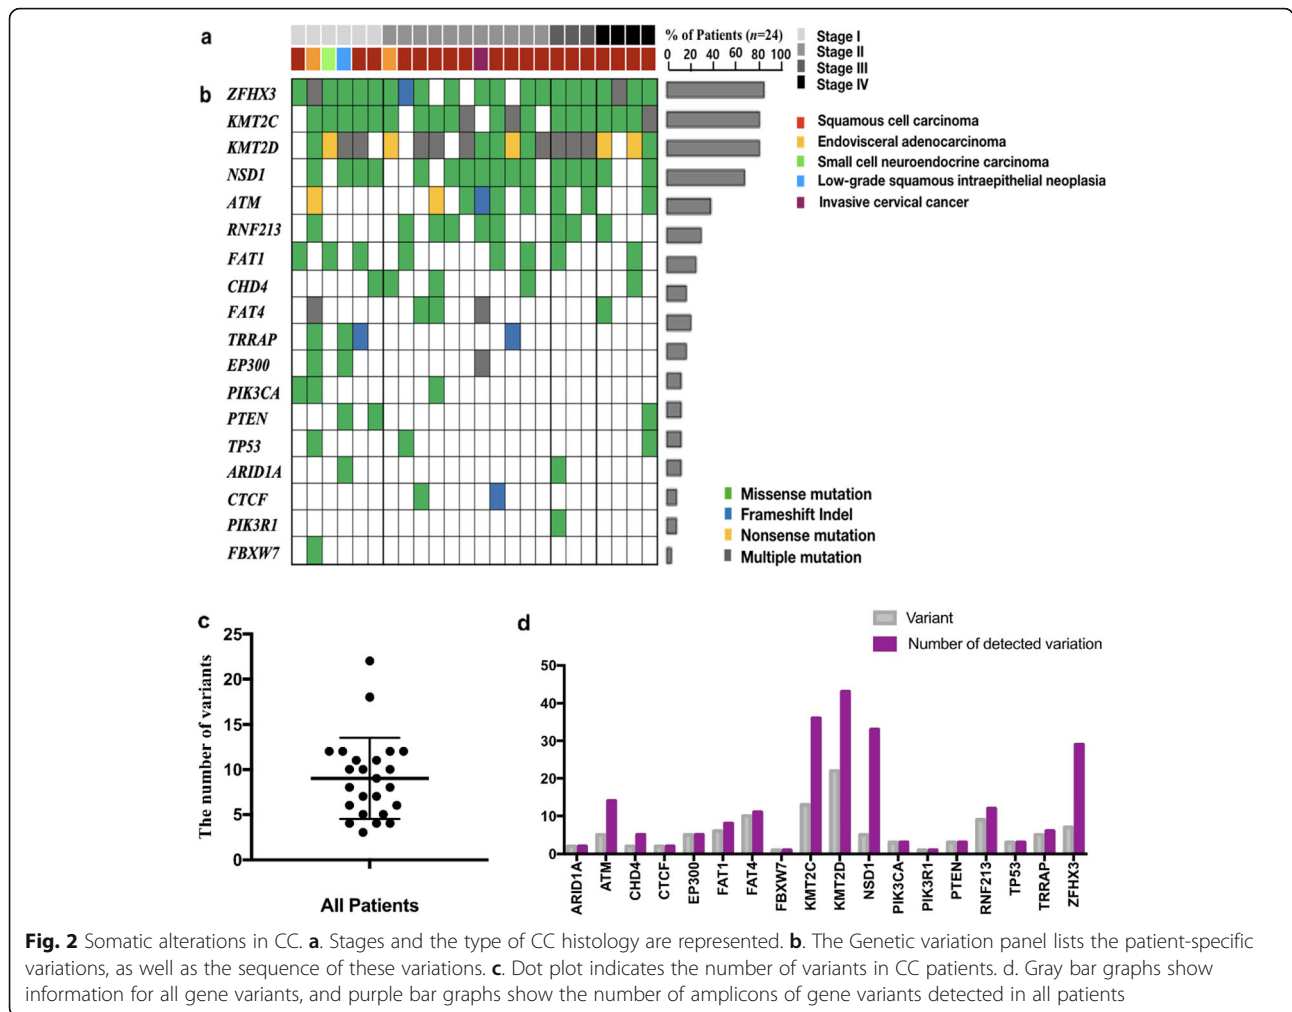 a
% of Patients (n=24)
0 20 40 60 80 100
Stage I
Stage II
Stage III
Stage IV
Squamous cell carcinoma
Endovisceral adenocarcinoma
Small cell neuroendocrine carcinoma
Low-grade squamous intraepithelial neoplasia
Invasive cervical cancer
b
ZFHX3
KMT2C
KMT2D
NSD1
ATM
RNF213
FAT1
CHD4
FAT4
TRRAP
EP300
PIK3CA
PTEN
TP53
ARID1A
CTCF
PIK3R1
FBXW7
Missense mutation
Frameshift Indel
Nonsense mutation
Multiple mutation
c
The number of variants
25
20
15
10
5
0
All Patients
d
Variant
Number of detected variation
50
40
30
20
10
0
ARID1A
ATM
CHD4
CTCF
EP300
FAT1
FAT4
FBXW7
KMT2C
KMT2D
NSD1
PIK3CA
PIK3R1
PTEN
RNF213
TP53
TRRAP
ZFHX3
Fig. 2 Somatic alterations in CC. a. Stages and the type of CC histology are represented. b. The Genetic variation panel lists the patient-specific
variations, as well as the sequence of these variations. c. Dot plot indicates the number of variants in CC patients. d. Gray bar graphs show
information for all gene variants, and purple bar graphs show the number of amplicons of gene variants detected in all patients